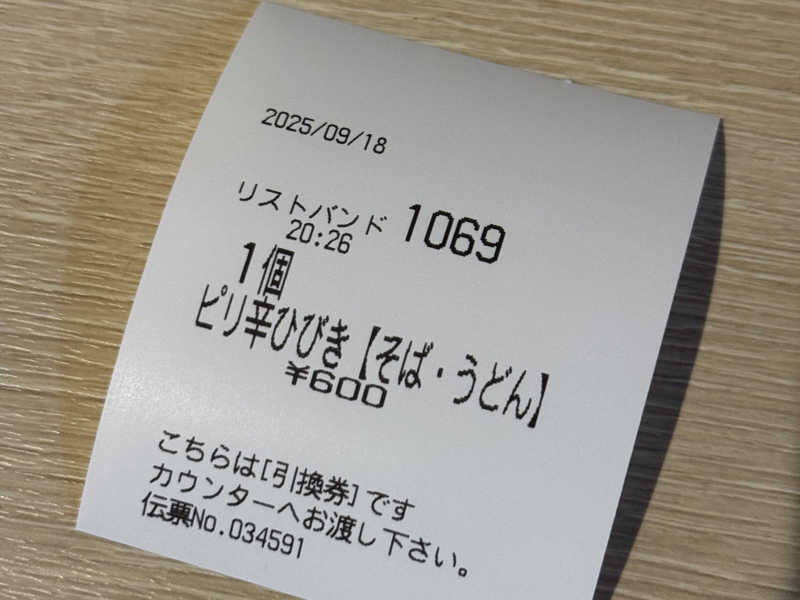 2025/09/18
リストバンド 1069
20:26
1個
ピリ辛ひびき【そば・うどん】
¥600
こちらは[引換券]です
カウンターへお渡し下さい。
伝票No.034591